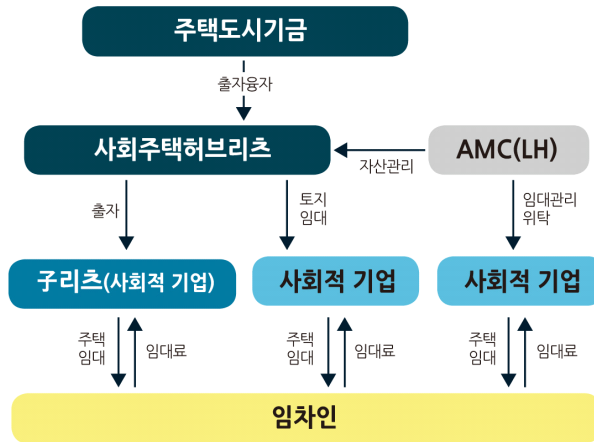 주택도시기금
출자융자
사회주택허브리츠
AMC(LH)
자산관리
출자
토지
임대
임대관리
위탁
子리츠(사회적 기업)
사회적 기업
사회적 기업
주택
임대
임대료
주택
임대
임대료
주택
임대
임대료
임차인